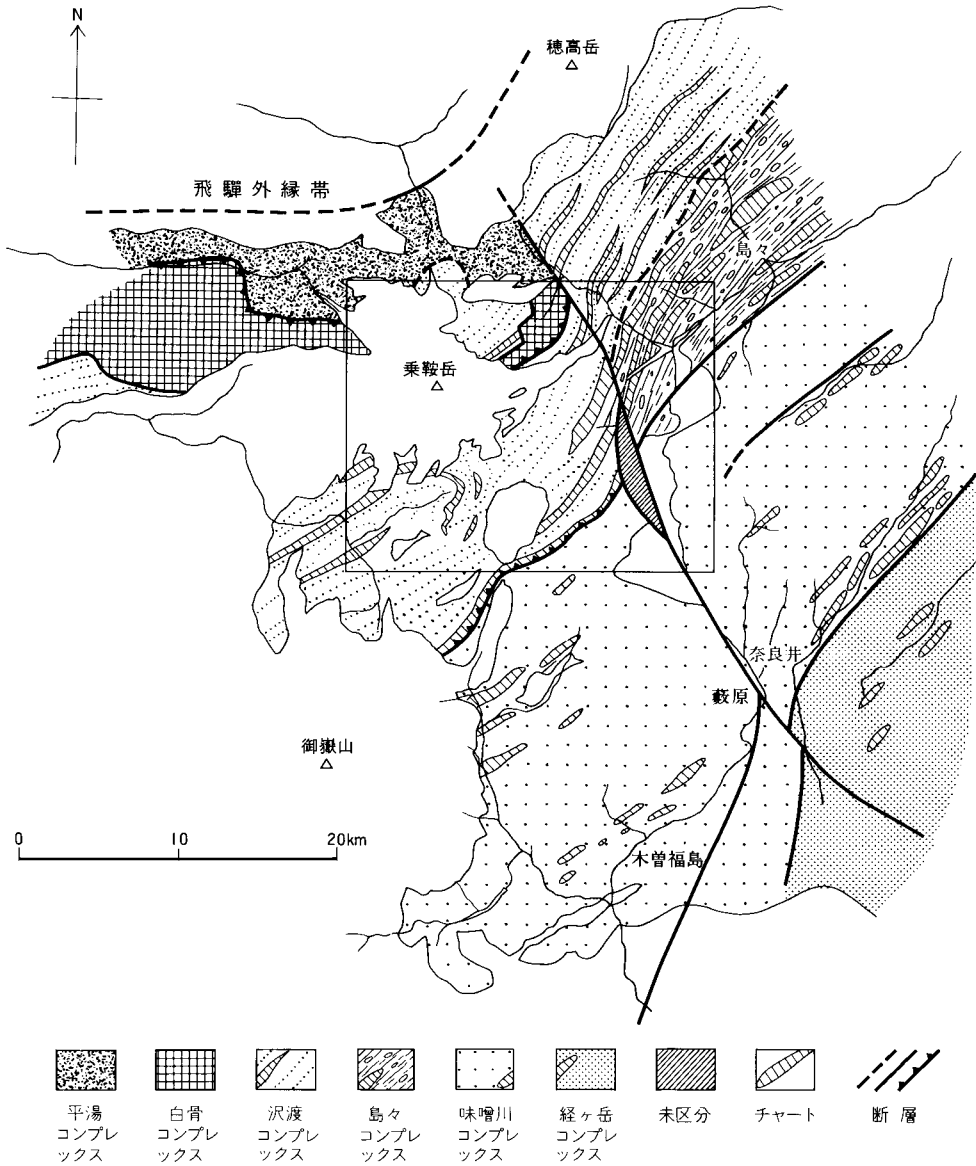 N
穂高岳
飛驒外縁帯
島々
乗鞍岳
奈良井
藪原
御嶽山
0 10 20km
木曽福島
平湯
コンプレ
ックス
白骨
コンプレ
ックス
沢渡
コンプレ
ックス
島々
コンプレ
ックス
味噌川
コンプレ
ックス
経ヶ岳
コンプレ
ックス
未区分
チャート
断層